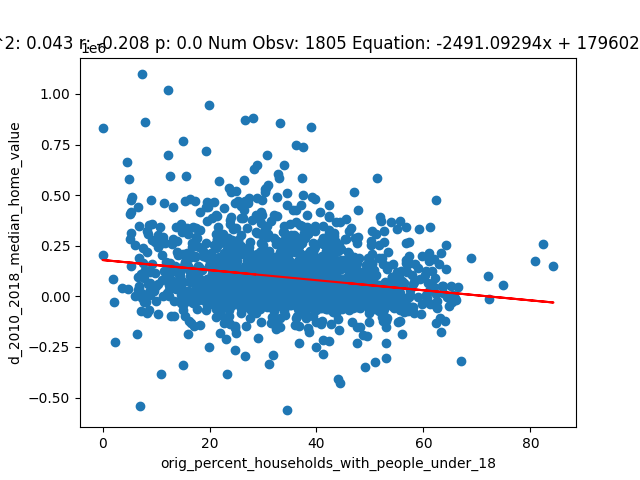 ^2: 0.043 r: -0.208 p: 0.0 Num Obsv: 1805 Equation: -2491.09294x + 179602
1e6
1.00
0.75
0.50
0.25
0.00
−0.25
−0.50
d_2010_2018_median_home_value
0 20 40 60 80
orig_percent_households_with_people_under_18